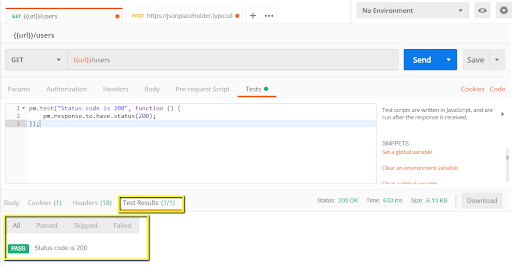 GET {{url}}/users
POST https://jsonplaceholder.typicod
No Environment
{{url}}/users
GET {{url}}/users Send Save
Params Authorization Headers Body Pre-request Script Tests Cookies Code
1 pm.test("Status code is 200", function () {
2 pm.response.to.have.status(200);
3 });
Test scripts are written in JavaScript, and are
run after the response is received.
SNIPPETS
Set a global variable
Clear an environment variable
Clear a global variable
Body Cookies (1) Headers (18) Test Results (1/1) Status: 200 OK Time: 633 ms Size: 6.13 KB Download
All Passed Skipped Failed
PASS Status code is 200